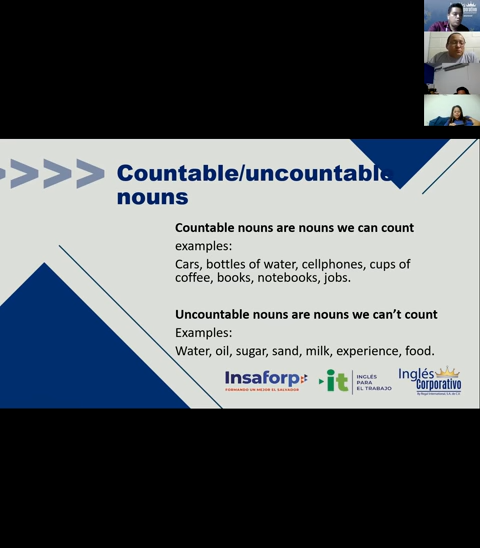 Countable/uncountable
nouns
Countable nouns are nouns we can count
examples:
Cars, bottles of water, cellphones, cups of
coffee, books, notebooks, jobs.
Uncountable nouns are nouns we can't count
Examples:
Water, oil, sugar, sand, milk, experience, food.
Insaforp
FORMANDO UN MEJOR EL SALVADOR
it
INGLÉS
PARA
EL TRABAJO
Inglés
Corporativo